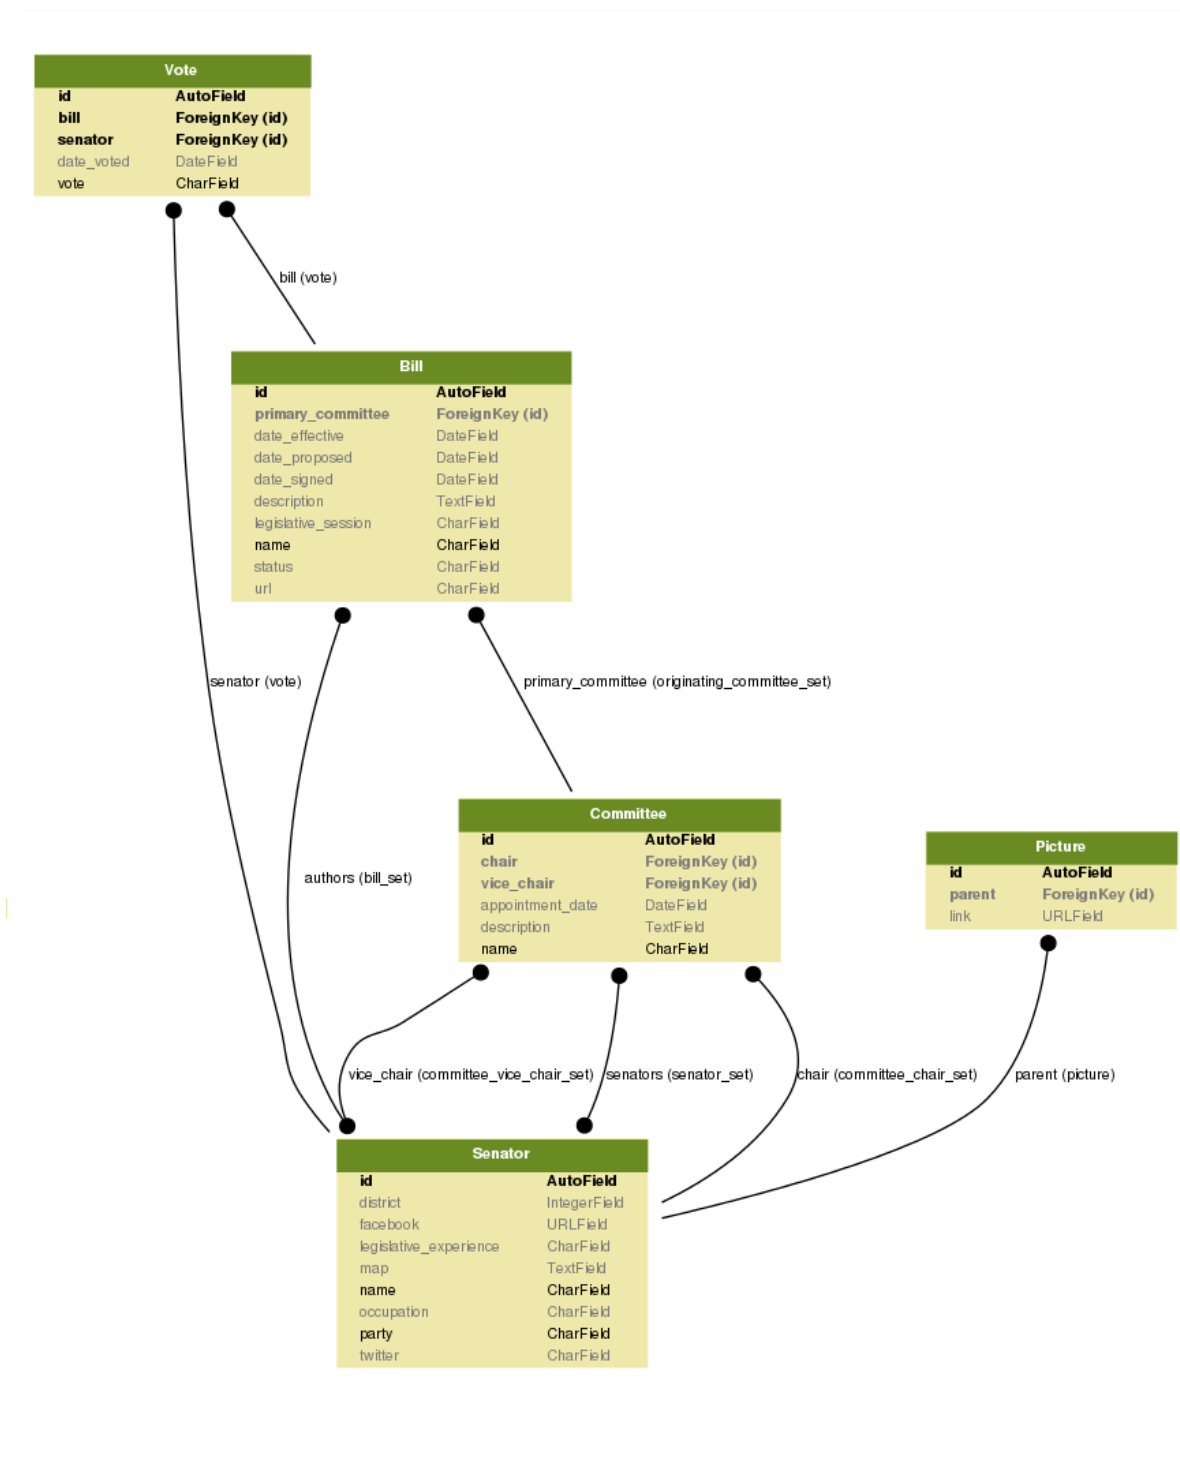 Vote
id AutoField
bill ForeignKey (id)
senator ForeignKey (id)
date_voted DateField
vote CharField
bill (vote)
Bill
id AutoField
primary_committee ForeignKey (id)
date_effective DateField
date_proposed DateField
date_signed DateField
description TextField
legislative_session CharField
name CharField
status CharField
url CharField
senator (vote)
primary_committee (originating_committee_set)
Committee
id AutoField
chair ForeignKey (id)
vice_chair ForeignKey (id)
appointment_date DateField
description TextField
name CharField
Picture
id AutoField
parent ForeignKey (id)
link URLField
authors (bill_set)
vice_chair (committee_vice_chair_set)
senators (senator_set)
chair (committee_chair_set)
parent (picture)
Senator
id AutoField
district IntegerField
facebook URLField
legislative_experience CharField
map TextField
name CharField
occupation CharField
party CharField
twitter CharField